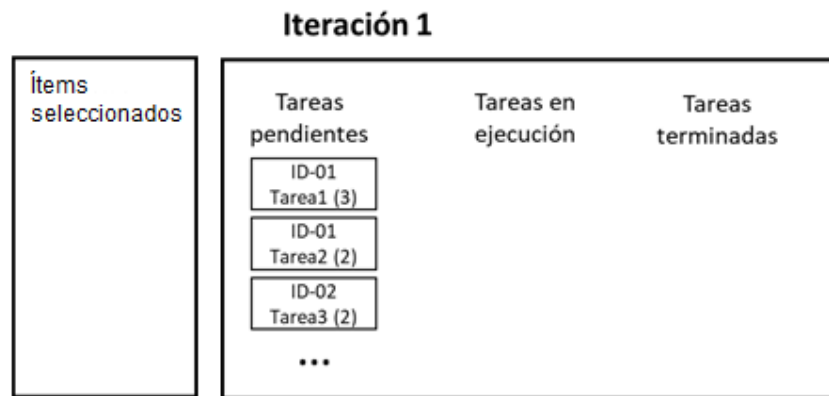 Iteración 1
Ítems
seleccionados
Tareas
pendientes
Tareas en
ejecución
Tareas
terminadas
ID-01
Tarea1 (3)
ID-01
Tarea2 (2)
ID-02
Tarea3 (2)
...